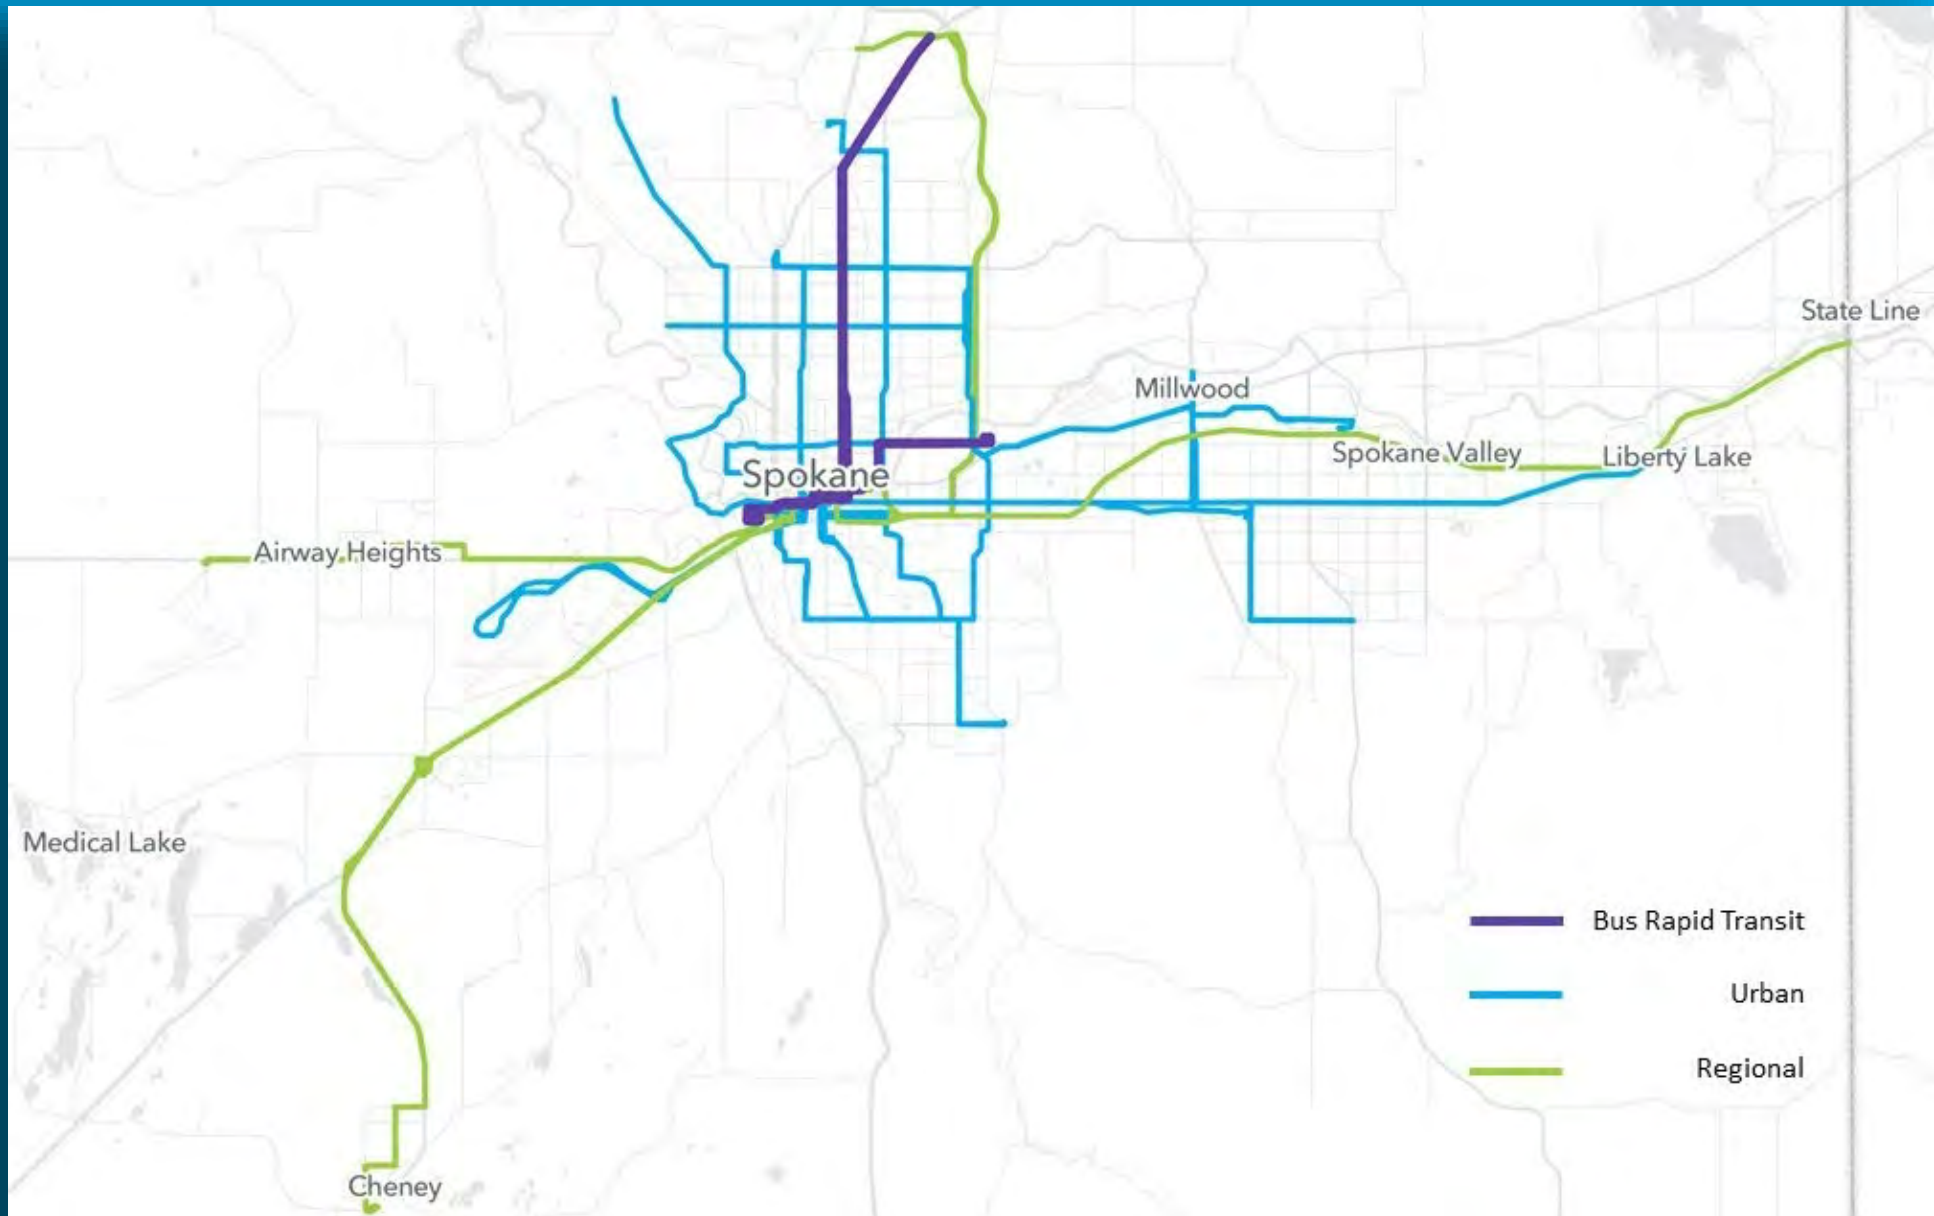 State Line
Millwood
Spokane Valley
Liberty Lake
Spokane
Airway Heights
Medical Lake
Bus Rapid Transit
Urban
Regional
Cheney